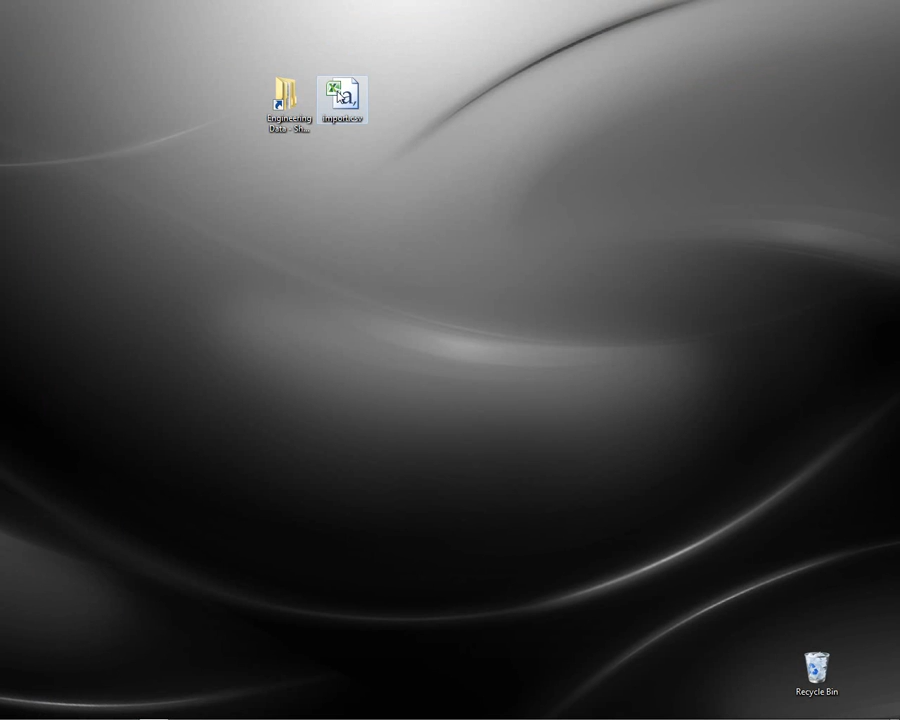 Engineering
Data - Sh...
import.csv
Recycle Bin